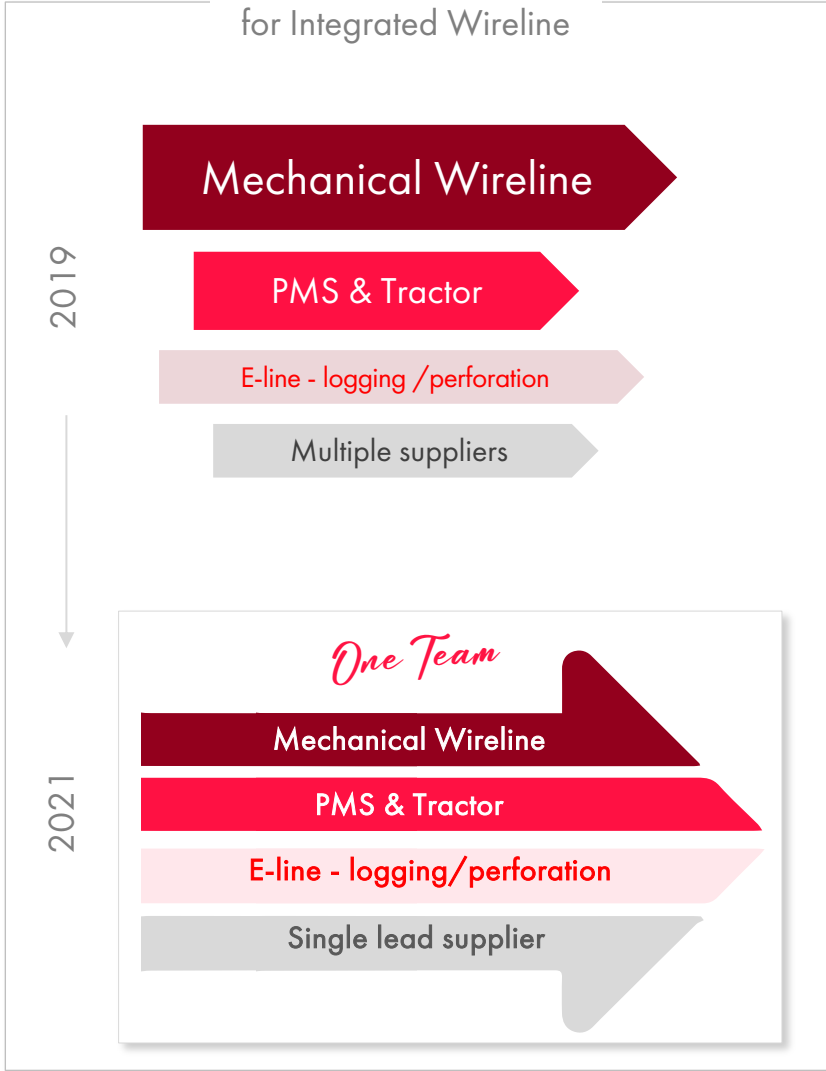 for Integrated Wireline
2019
Mechanical Wireline
PMS & Tractor
E-line - logging /perforation
Multiple suppliers
2021
One Team
Mechanical Wireline
PMS & Tractor
E-line - logging/perforation
Single lead supplier